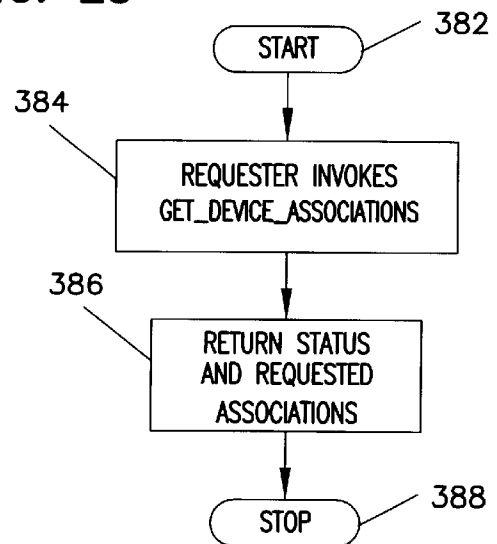 382
START
384
REQUESTER INVOKES
GET_DEVICE_ASSOCIATIONS
386
RETURN STATUS
AND REQUESTED
ASSOCIATIONS
388
STOP